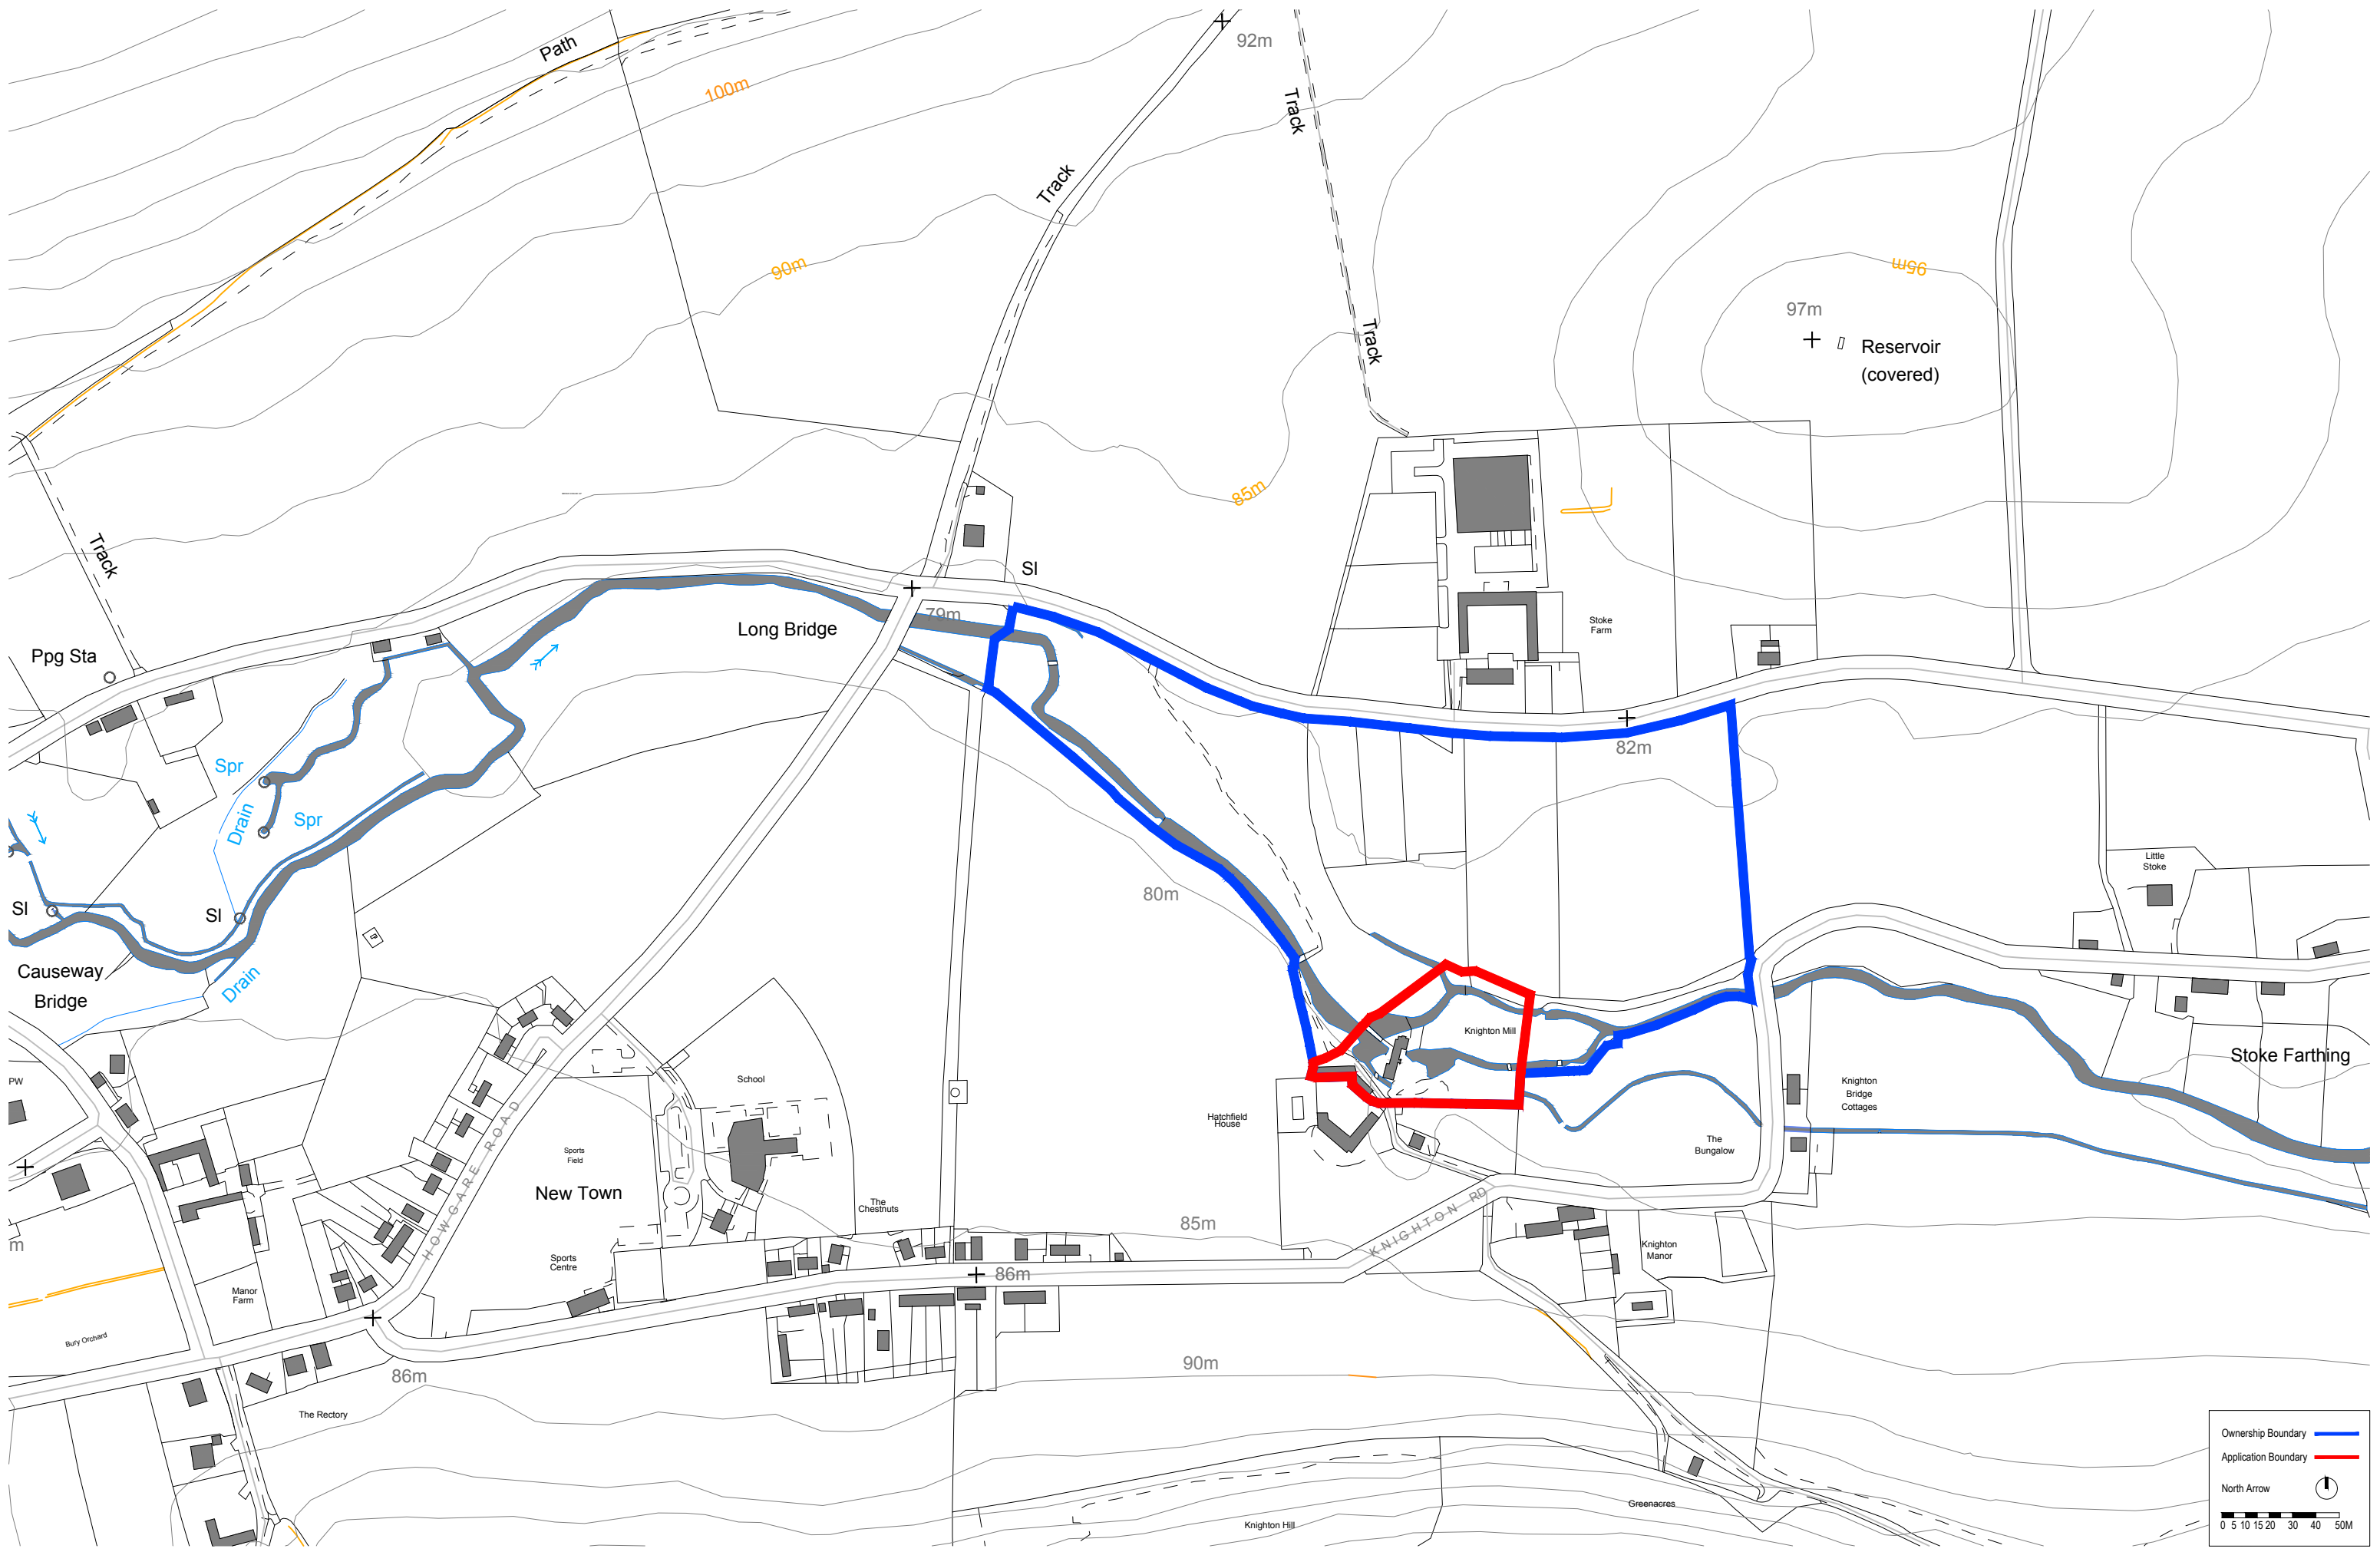 Path
92m
100m
Track
Track
90m
95m
97m
Reservoir
(covered)
Track
85m
Track
SI
79m
Long Bridge
Stoke
Farm
Ppg Sta
82m
Spr
Drain
Spr
80m
Little
Stoke
SI
SI
Causeway
Bridge
Drain
Knighton Mill
Stoke Farthing
PW
School
Knighton
Bridge
Cottages
Hatchfield
House
HOWGARE ROAD
Sports
Field
The
Bungalow
New Town
The
Chestnuts
KNIGHTON RD
85m
m
Sports
Centre
Knighton
Manor
86m
Manor
Farm
Bury Orchard
90m
86m
The Rectory
Greenacres
Knighton Hill
Ownership Boundary
Application Boundary
North Arrow
0 5 10 15 20 30 40 50M